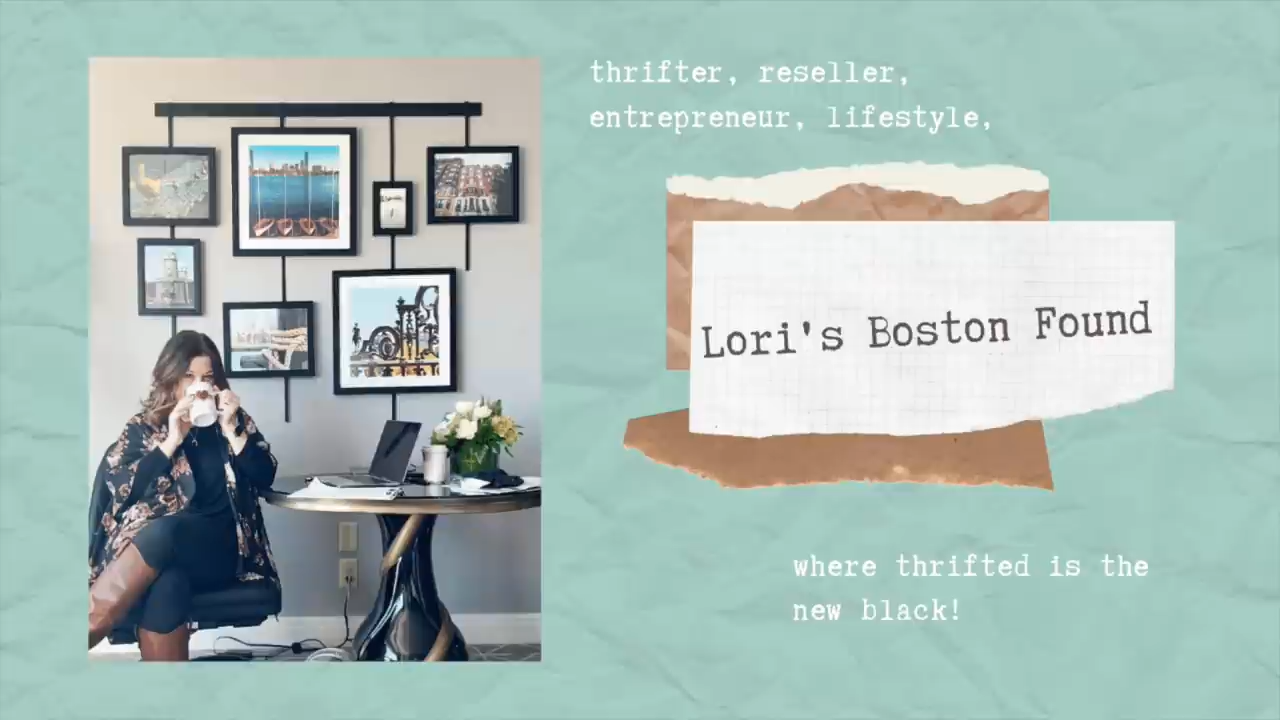 thrifter, reseller,
entrepreneur, lifestyle,
Lori's Boston Found
where thrifted is the
new black!